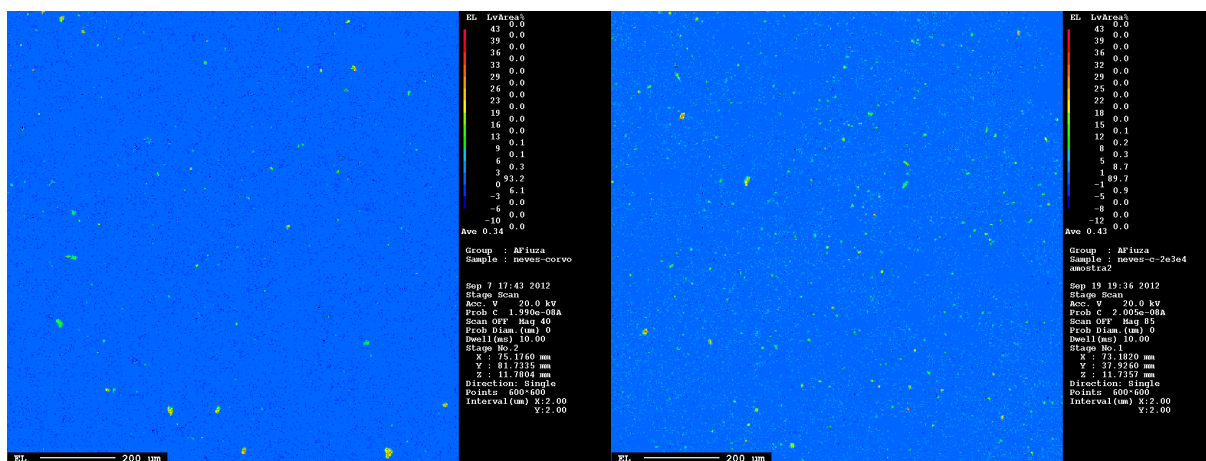 EL LvArea%
0.0
43
0.0
39
0.0
36
0.0
33
0.0
29
0.0
26
0.0
23
0.0
19
0.0
16
0.0
13
0.1
9
0.1
6
0.3
3
93.2
0
6.1
-3
0.0
-6
0.0
-10
0.0
Ave 0.34
Group : AFiuza
Sample : neves-corvo
Sep 7 17:43 2012
Stage Scan
Acc. V 20.0 kV
Prob C 1.990e-08A
Scan OFF Mag 40
Prob Diam.(um) 0
Dwell(ms) 10.00
Stage No.2
X : 75.1760 mm
Y : 81.7335 mm
Z : 11.7804 mm
Direction: Single
Points 600*600
Interval(um) X:2.00
Y:2.00
EL 200 um
EL LvArea%
0.0
43
0.0
39
0.0
36
0.0
32
0.0
29
0.0
25
0.0
22
0.0
18
0.0
15
0.1
12
0.2
8
0.3
5
8.7
2
89.7
-1
0.9
-5
0.0
-8
0.0
-12
0.0
Ave 0.43
Group : AFiuza
Sample : neves-c-2e3e4
amostra2
Sep 19 19:36 2012
Stage Scan
Acc. V 20.0 kV
Prob C 2.005e-08A
Scan OFF Mag 85
Prob Diam.(um) 0
Dwell(ms) 10.00
Stage No.1
X : 73.1820 mm
Y : 37.9260 mm
Z : 11.7357 mm
Direction: Single
Points 600*600
Interval(um) X:2.00
Y:2.00
EL 200 um